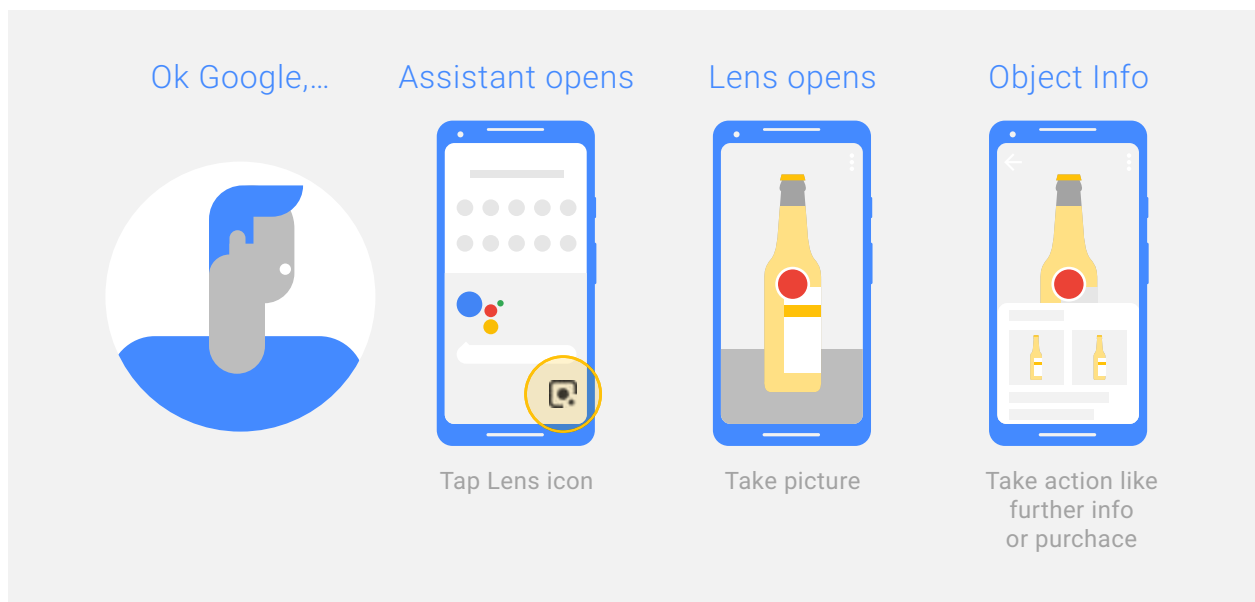 Ok Google,...
Assistant opens
Lens opens
Object Info
Tap Lens icon
Take picture
Take action like
further info
or purchace